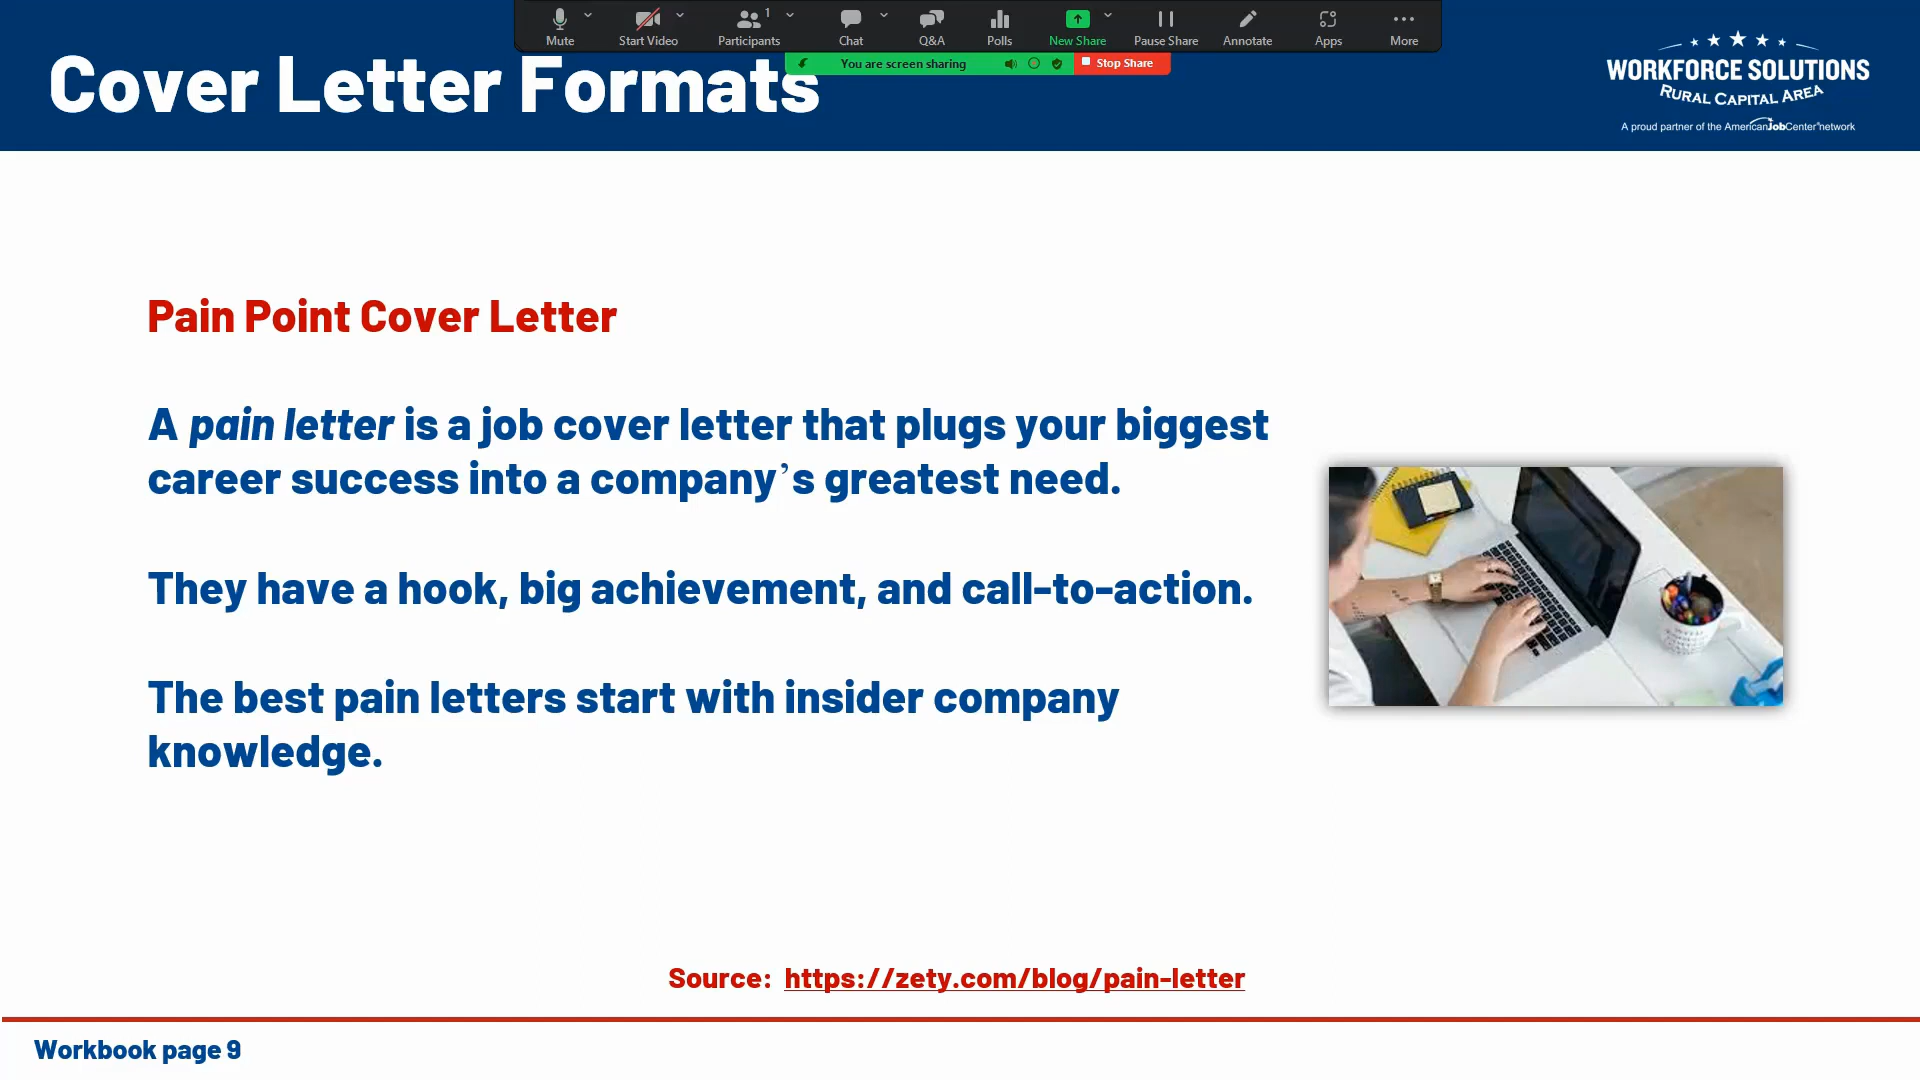 Mute
Start Video
Participants
1
Chat
Q&A
Polls
New Share
Pause Share
Annotate
Apps
More
You are screen sharing
Stop Share
Cover Letter Formats
WORKFORCE SOLUTIONS
RURAL CAPITAL AREA
A proud partner of the AmericanJobCenter®network
Pain Point Cover Letter
A pain letter is a job cover letter that plugs your biggest
career success into a company’s greatest need.
They have a hook, big achievement, and call-to-action.
The best pain letters start with insider company
knowledge.
Source: https://zety.com/blog/pain-letter
Workbook page 9